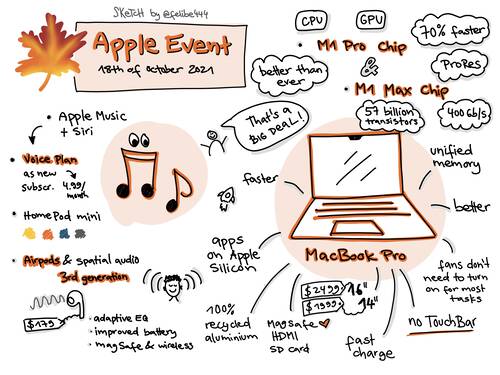 SKETCH by @felibe444
Apple Event
18th of october 2021
CPU
GPU
M1 Pro Chip
&
M1 Max Chip
70% faster
ProRes
better than
ever
57 billion
transistors
400 Gb/s
• Apple Music
+ Siri
• Voice Plan
as new
subscr.
4.99/
month
• HomePod mini
• Airpods & spatial audio
3rd generation
$179
• adaptive EQ
• improved battery
• magSafe & wireless
That's a
BIG DEAL!
faster
unified
memory
better
MacBook Pro
apps
on Apple
Silicon
100%
recycled
aluminium
$2499 16"
$1999 14"
MagSafe
HDMI
SD card
fast
charge
no TouchBar
fans don't
need to turn
on for most
tasks